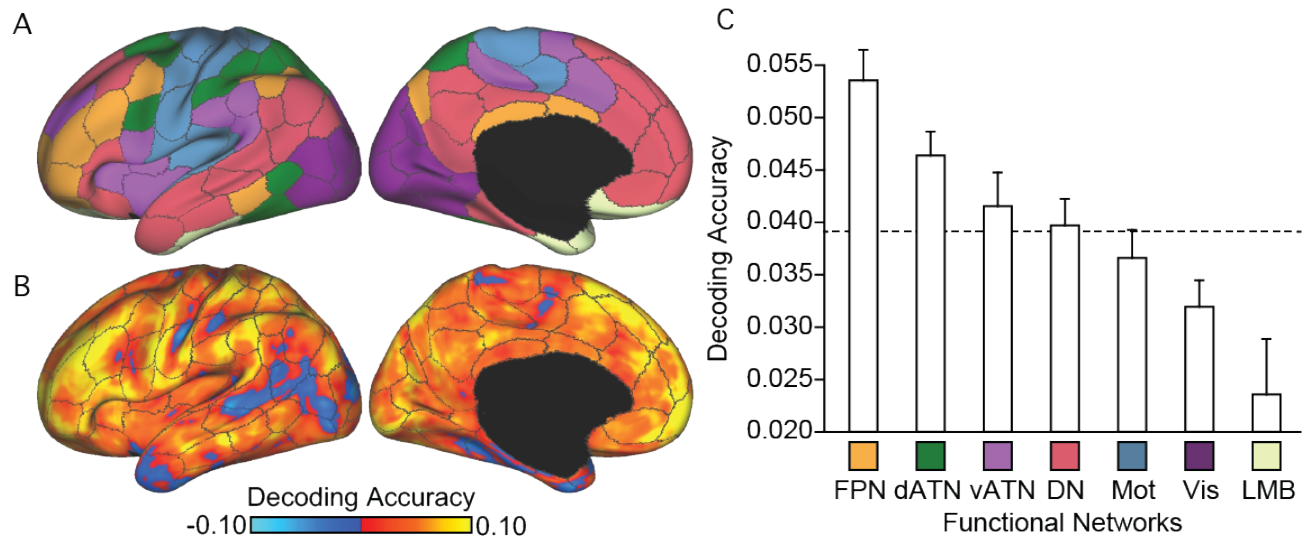 A
B
Decoding Accuracy
-0.10 0.10
C
Decoding Accuracy
0.055
0.050
0.045
0.040
0.035
0.030
0.025
0.020
FPN dATN vATN DN Mot Vis LMB
Functional Networks